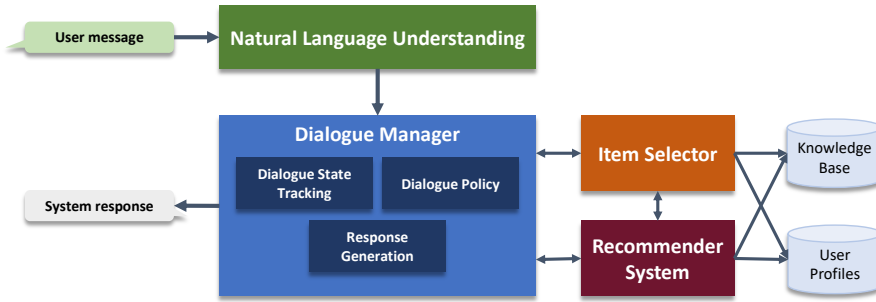 User message
Natural Language Understanding
Dialogue Manager
Dialogue State
Tracking
Dialogue Policy
Response
Generation
System response
Item Selector
Recommender
System
Knowledge
Base
User
Profiles